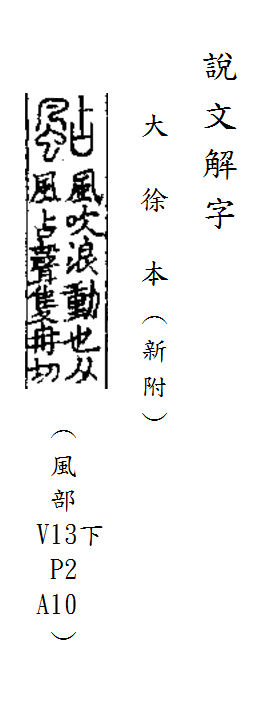 說文解字
大徐本（新附）
颭風吹浪動也从
風占聲隻冉切
（風部
V13下
P2
A10）